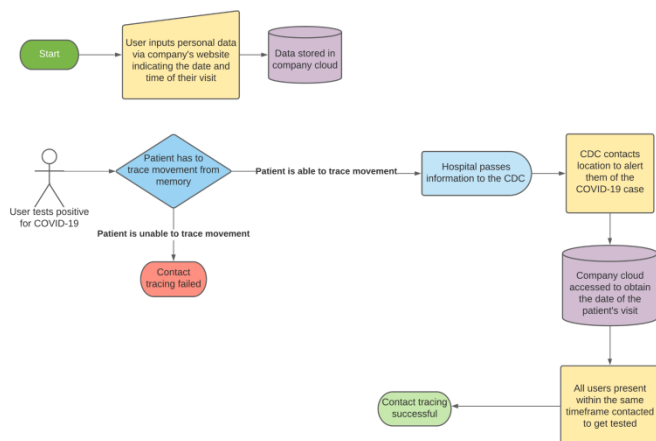 Start
User inputs personal data
via company's website
indicating the date and
time of their visit
Data stored in
company cloud
User tests positive
for COVID-19
Patient has to
trace movement from
memory
Patient is able to trace movement
Patient is unable to trace movement
Contact
tracing failed
Hospital passes
information to the CDC
CDC contacts
location to alert
them of the
COVID-19 case
Company cloud
accessed to obtain
the date of the
patient's visit
All users present
within the same
timeframe contacted
to get tested
Contact tracing
successful